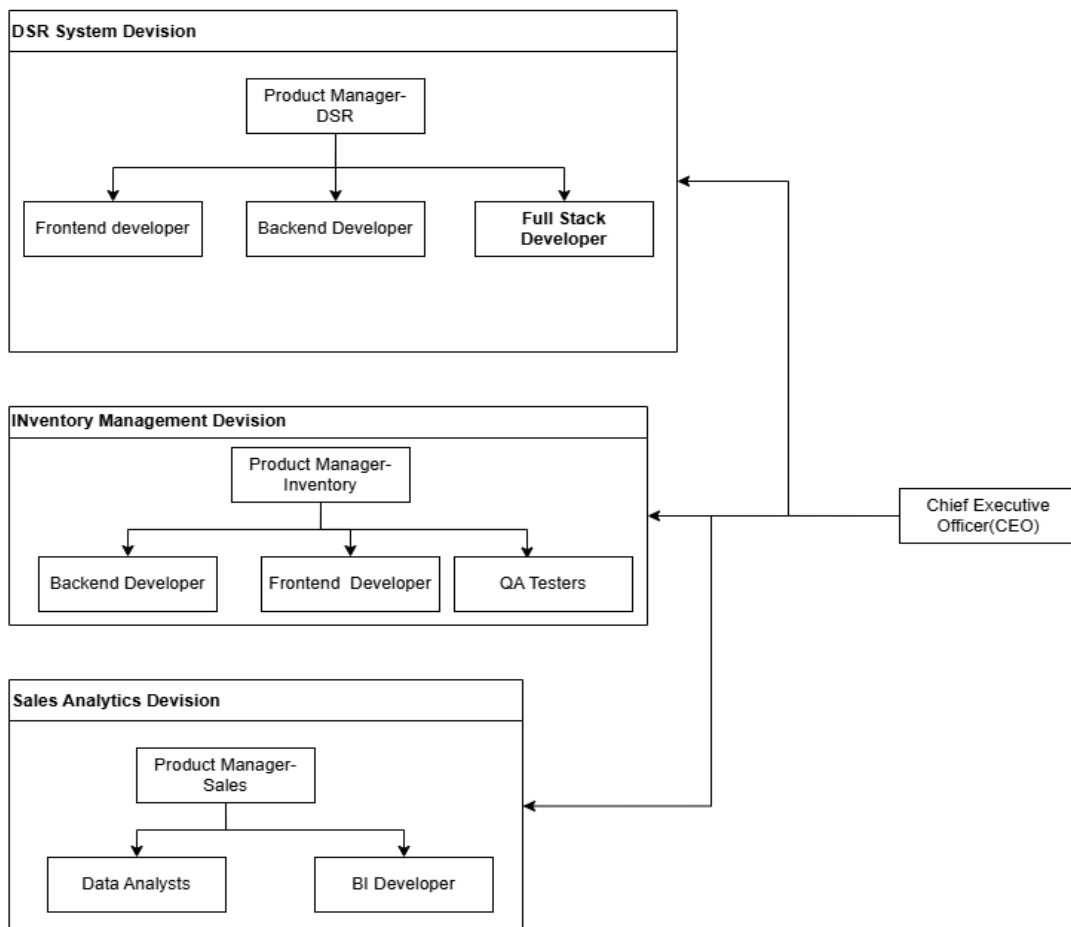 DSR System Devision
Product Manager-
DSR
Frontend developer
Backend Developer
Full Stack
Developer
INventory Management Devision
Product Manager-
Inventory
Backend Developer
Frontend Developer
QA Testers
Chief Executive
Officer(CEO)
Sales Analytics Devision
Product Manager-
Sales
Data Analysts
BI Developer